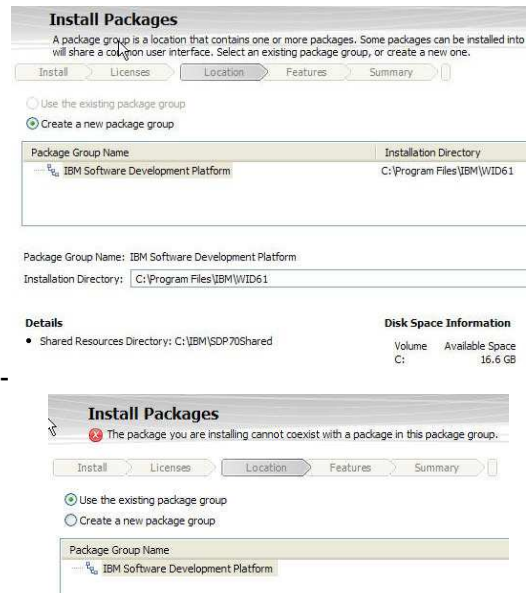 Install Packages
A package group is a location that contains one or more packages. Some packages can be installed into
will share a common user interface. Select an existing package group, or create a new one.
Install Licenses Location Features Summary
Use the existing package group
Create a new package group
Package Group Name Installation Directory
IBM Software Development Platform C:\Program Files\IBM\WID61
Package Group Name: IBM Software Development Platform
Installation Directory: C:\Program Files\IBM\WID61
Details Disk Space Information
• Shared Resources Directory: C:\IBM\SDP70Shared
Volume Available Space
C: 16.6 GB
-
Install Packages
The package you are installing cannot coexist with a package in this package group.
Install Licenses Location Features Summary
Use the existing package group
Create a new package group
Package Group Name
IBM Software Development Platform